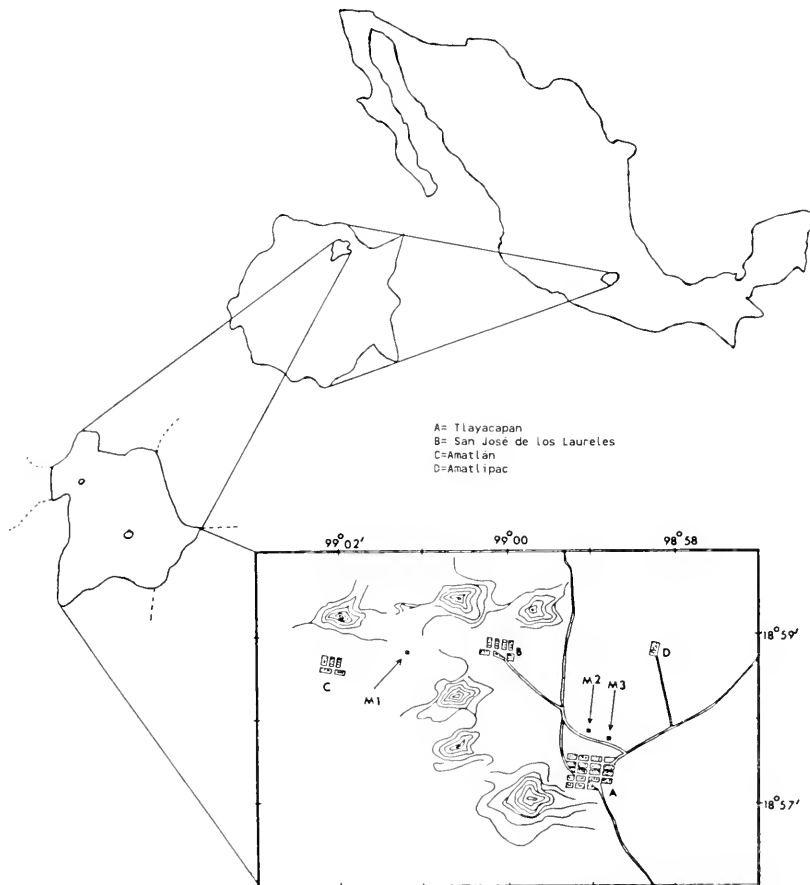 A= Tlayacapan
B= San José de los Laureles
C=Amatlán
D=Amatlipac
99°02' 99°00' 98°58
18°59'
B
D
C
M1
M2 M3
A
18°57'